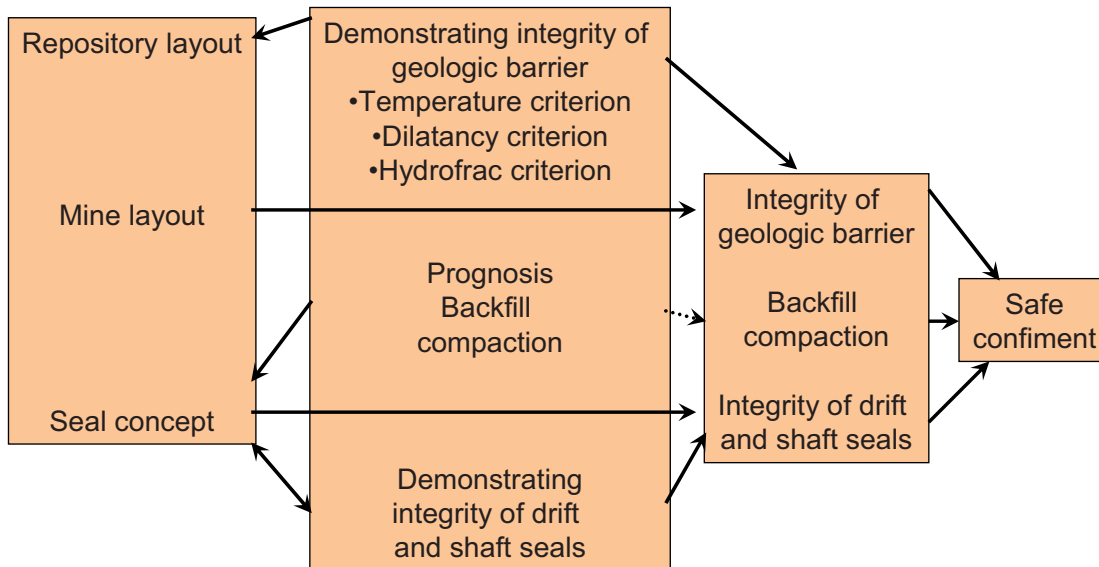 Repository layout
Mine layout
Seal concept
Demonstrating integrity of
geologic barrier
•Temperature criterion
•Dilatancy criterion
•Hydrofrac criterion
Prognosis
Backfill
compaction
Demonstrating
integrity of drift
and shaft seals
Integrity of
geologic barrier
Backfill
compaction
Integrity of drift
and shaft seals
Safe
confiment